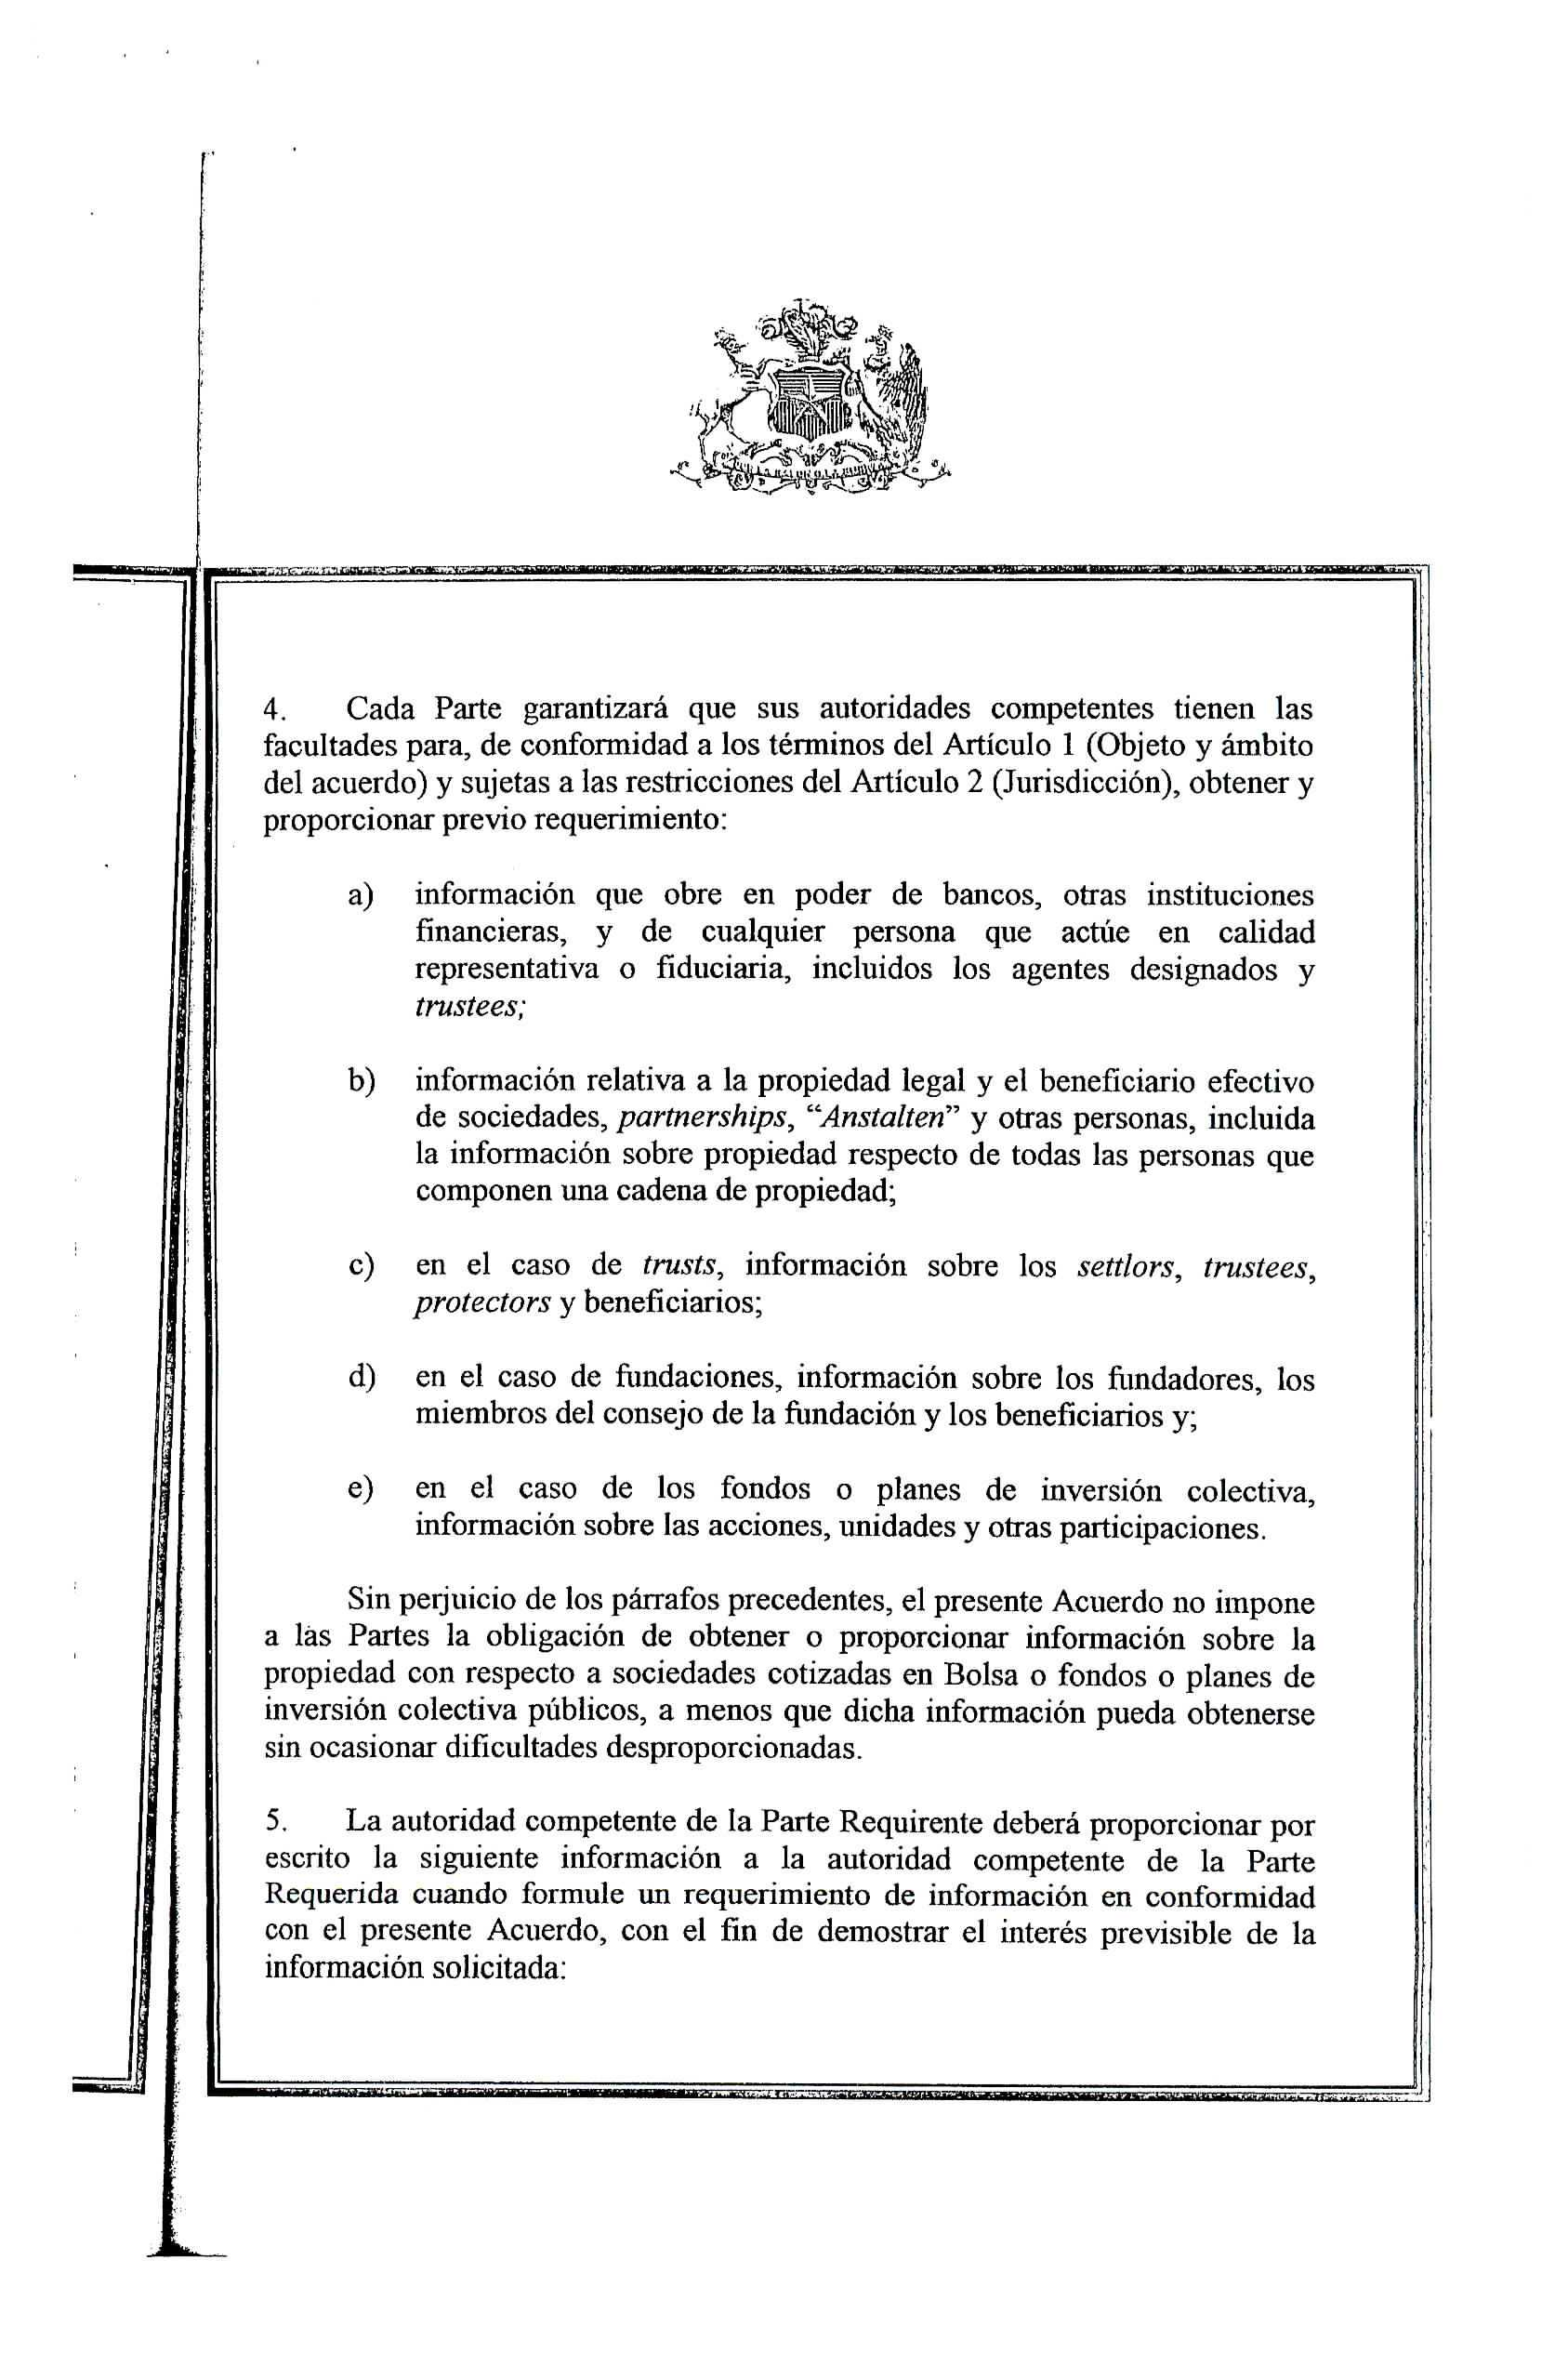 4. Cada Parte garantizará que sus autoridades competentes tienen las
facultades para, de conformidad a los términos del Artículo 1 (Objeto y ámbito
del acuerdo) y sujetas a las restricciones del Artículo 2 (Jurisdicción), obtener y
proporcionar previo requerimiento:
a) información que obre en poder de bancos, otras instituciones
financieras, y de cualquier persona que actúe en calidad
representativa o fiduciaria, incluidos los agentes designados y
trustees;
b) información relativa a la propiedad legal y el beneficiario efectivo
de sociedades, partnerships, “Anstalten” y otras personas, incluida
la información sobre propiedad respecto de todas las personas que
componen una cadena de propiedad;
c) en el caso de trusts, información sobre los settlors, trustees,
protectors y beneficiarios;
d) en el caso de fundaciones, información sobre los fundadores, los
miembros del consejo de la fundación y los beneficiarios y;
e) en el caso de los fondos o planes de inversión colectiva,
información sobre las acciones, unidades y otras participaciones.
Sin perjuicio de los párrafos precedentes, el presente Acuerdo no impone
a las Partes la obligación de obtener o proporcionar información sobre la
propiedad con respecto a sociedades cotizadas en Bolsa o fondos o planes de
inversión colectiva públicos, a menos que dicha información pueda obtenerse
sin ocasionar dificultades desproporcionadas.
5. La autoridad competente de la Parte Requirente deberá proporcionar por
escrito la siguiente información a la autoridad competente de la Parte
Requerida cuando formule un requerimiento de información en conformidad
con el presente Acuerdo, con el fin de demostrar el interés previsible de la
información solicitada: